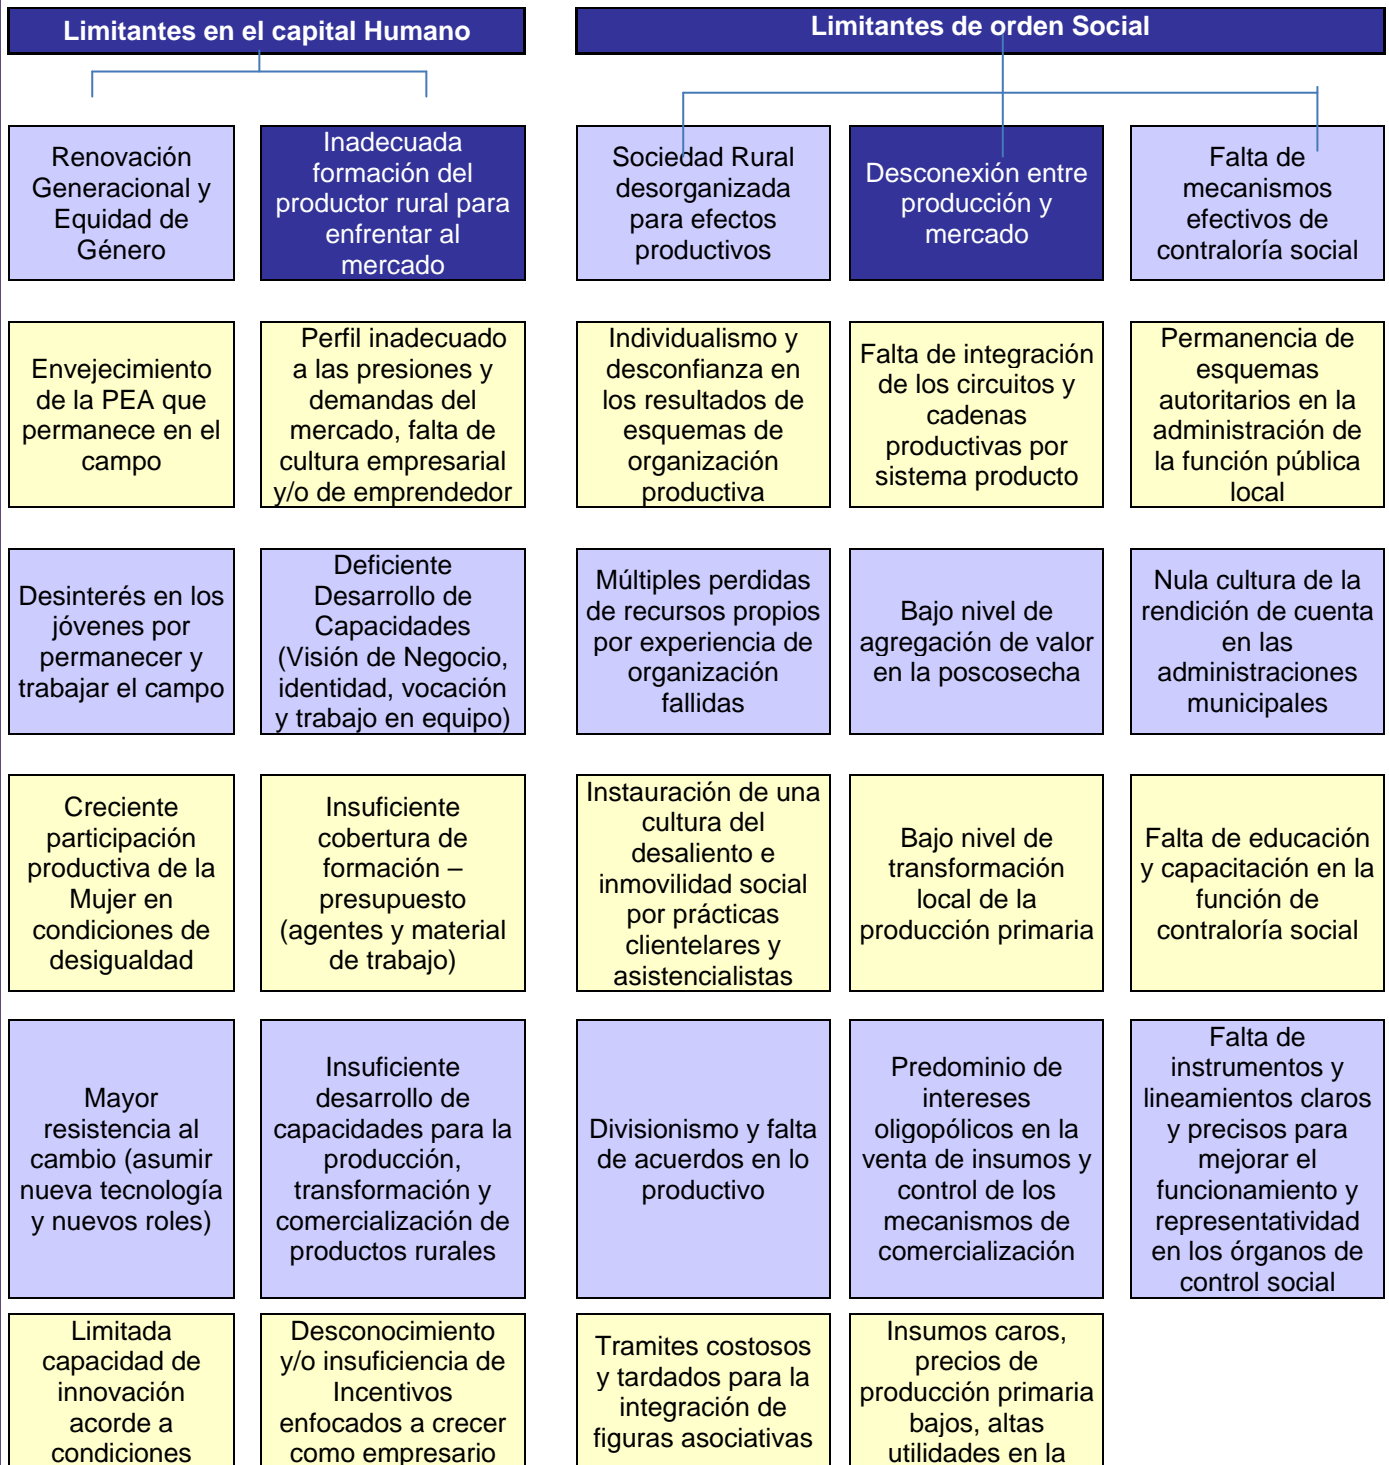 Limitantes en el capital Humano
Limitantes de orden Social
Renovación
Generacional y
Equidad de
Género
Inadecuada
formación del
productor rural para
enfrentar al
mercado
Sociedad Rural
desorganizada
para efectos
productivos
Desconexión entre
producción y
mercado
Falta de
mecanismos
efectivos de
contraloría social
Envejecimiento
de la PEA que
permanece en el
campo
Perfil inadecuado
a las presiones y
demandas del
mercado, falta de
cultura empresarial
y/o de emprendedor
Individualismo y
desconfianza en
los resultados de
esquemas de
organización
productiva
Falta de integración
de los circuitos y
cadenas
productivas por
sistema producto
Permanencia de
esquemas
autoritarios en la
administración de
la función pública
local
Desinterés en los
jóvenes por
permanecer y
trabajar el campo
Deficiente
Desarrollo de
Capacidades
(Visión de Negocio,
identidad, vocación
y trabajo en equipo)
Múltiples perdidas
de recursos propios
por experiencia de
organización
fallidas
Bajo nivel de
agregación de valor
en la poscosecha
Nula cultura de la
rendición de cuenta
en las
administraciones
municipales
Creciente
participación
productiva de la
Mujer en
condiciones de
desigualdad
Insuficiente
cobertura de
formación –
presupuesto
(agentes y material
de trabajo)
Instauración de una
cultura del
desaliento e
inmovilidad social
por prácticas
clientelares y
asistencialistas
Bajo nivel de
transformación
local de la
producción primaria
Falta de educación
y capacitación en la
función de
contraloría social
Mayor
resistencia al
cambio (asumir
nueva tecnología
y nuevos roles)
Insuficiente
desarrollo de
capacidades para la
producción,
transformación y
comercialización de
productos rurales
Divisionismo y falta
de acuerdos en lo
productivo
Predominio de
intereses
oligopólicos en la
venta de insumos y
control de los
mecanismos de
comercialización
Falta de
instrumentos y
lineamientos claros
y precisos para
mejorar el
funcionamiento y
representatividad
en los órganos de
control social
Limitada
capacidad de
innovación
acorde a
condiciones
Desconocimiento
y/o insuficiencia de
Incentivos
enfocados a crecer
como empresario
Tramites costosos
y tardados para la
integración de
figuras asociativas
Insumos caros,
precios de
producción primaria
bajos, altas
utilidades en la